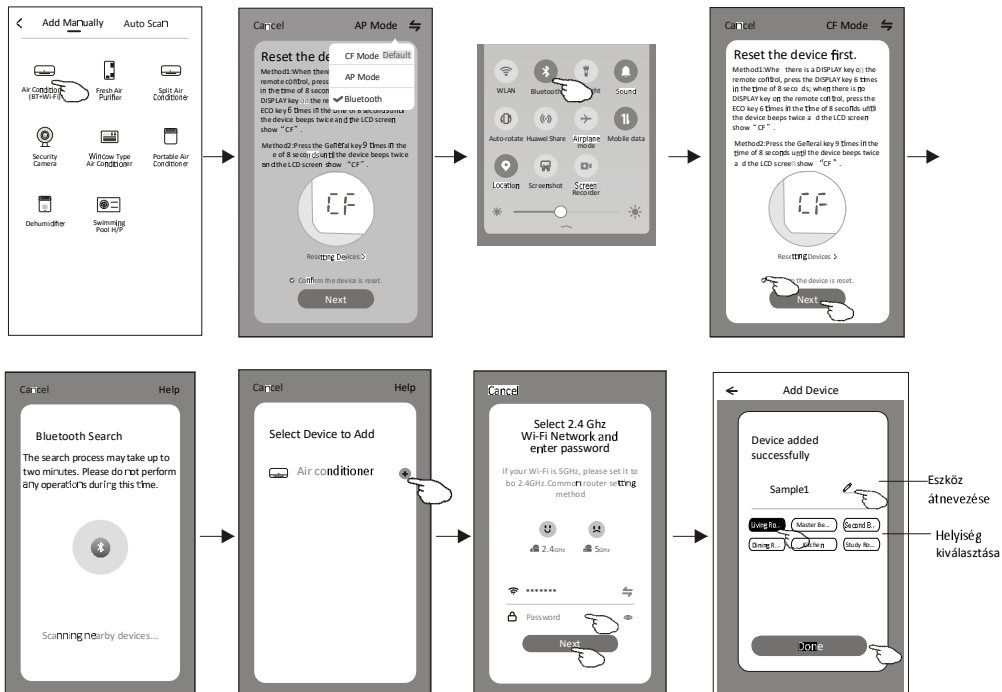 Add Manually Auto Scan
Air Condition
(BT+Wi-Fi)
Fresh Air
Purifier
Split Air
Conditioner
Security
Camera
Window Type
Air Conditioner
Portable Air
Conditioner
Dehumidifier
Swimming
Pool H/P
Cancel AP Mode
CF Mode Default
AP Mode
Bluetooth
Reset the de
Method1:When there
remote control, press
in the time of 8 se
DISPLAY key on the re
ECO key 6 times in the time of 8 seconds until
the device beeps twice and the LCD screen
show “CF”.
Method2:Press the General key 9 times in the
e of 8 seconds until the device beeps twice
and the LCD screen show “CF”.
CF
Resetting Devices >
Confirm the device is reset.
Next
WLAN
Bluetooth
ht
Sound
Auto-rotate
Huawei Share
Airplane
mode
Mobile data
Location
Screenshot
Screen
Recorder
Cancel CF Mode
Reset the device first.
Method1:Whe there is a DISPLAY key on the
remote control, press the DISPLAY key 6 times
in the time of 8 seco ds; when there is no
DISPLAY key on the remote control, press the
ECO key 6 times in the time of 8 seconds until
the device beeps twice a d the LCD screen
show “CF”.
Method2:Press the General key 9 times in the
time of 8 seconds until the device beeps twice
a d the LCD screen show “CF”.
CF
Resetting Devices >
the device is reset.
Next
Cancel Help
Bluetooth Search
The search process may take up to
two minutes. Please do not perform
any operations during this time.
Scanning nearby devices...
Cancel Help
Select Device to Add
Air conditioner
Cancel
Select 2.4 Ghz
Wi-Fi Network and
enter password
If your Wi-Fi is 5GHz, please set it to
bo 2.4GHz.Common router setting
method
2.4GHz 5GHz
Password
Next
Add Device
Device added
successfully
Sample1
Living Ro.. Master Be... Second B..
Dining R... Kitchen Study Ro...
Done
Eszköz
átnevezése
Helyiség
kiválasztása